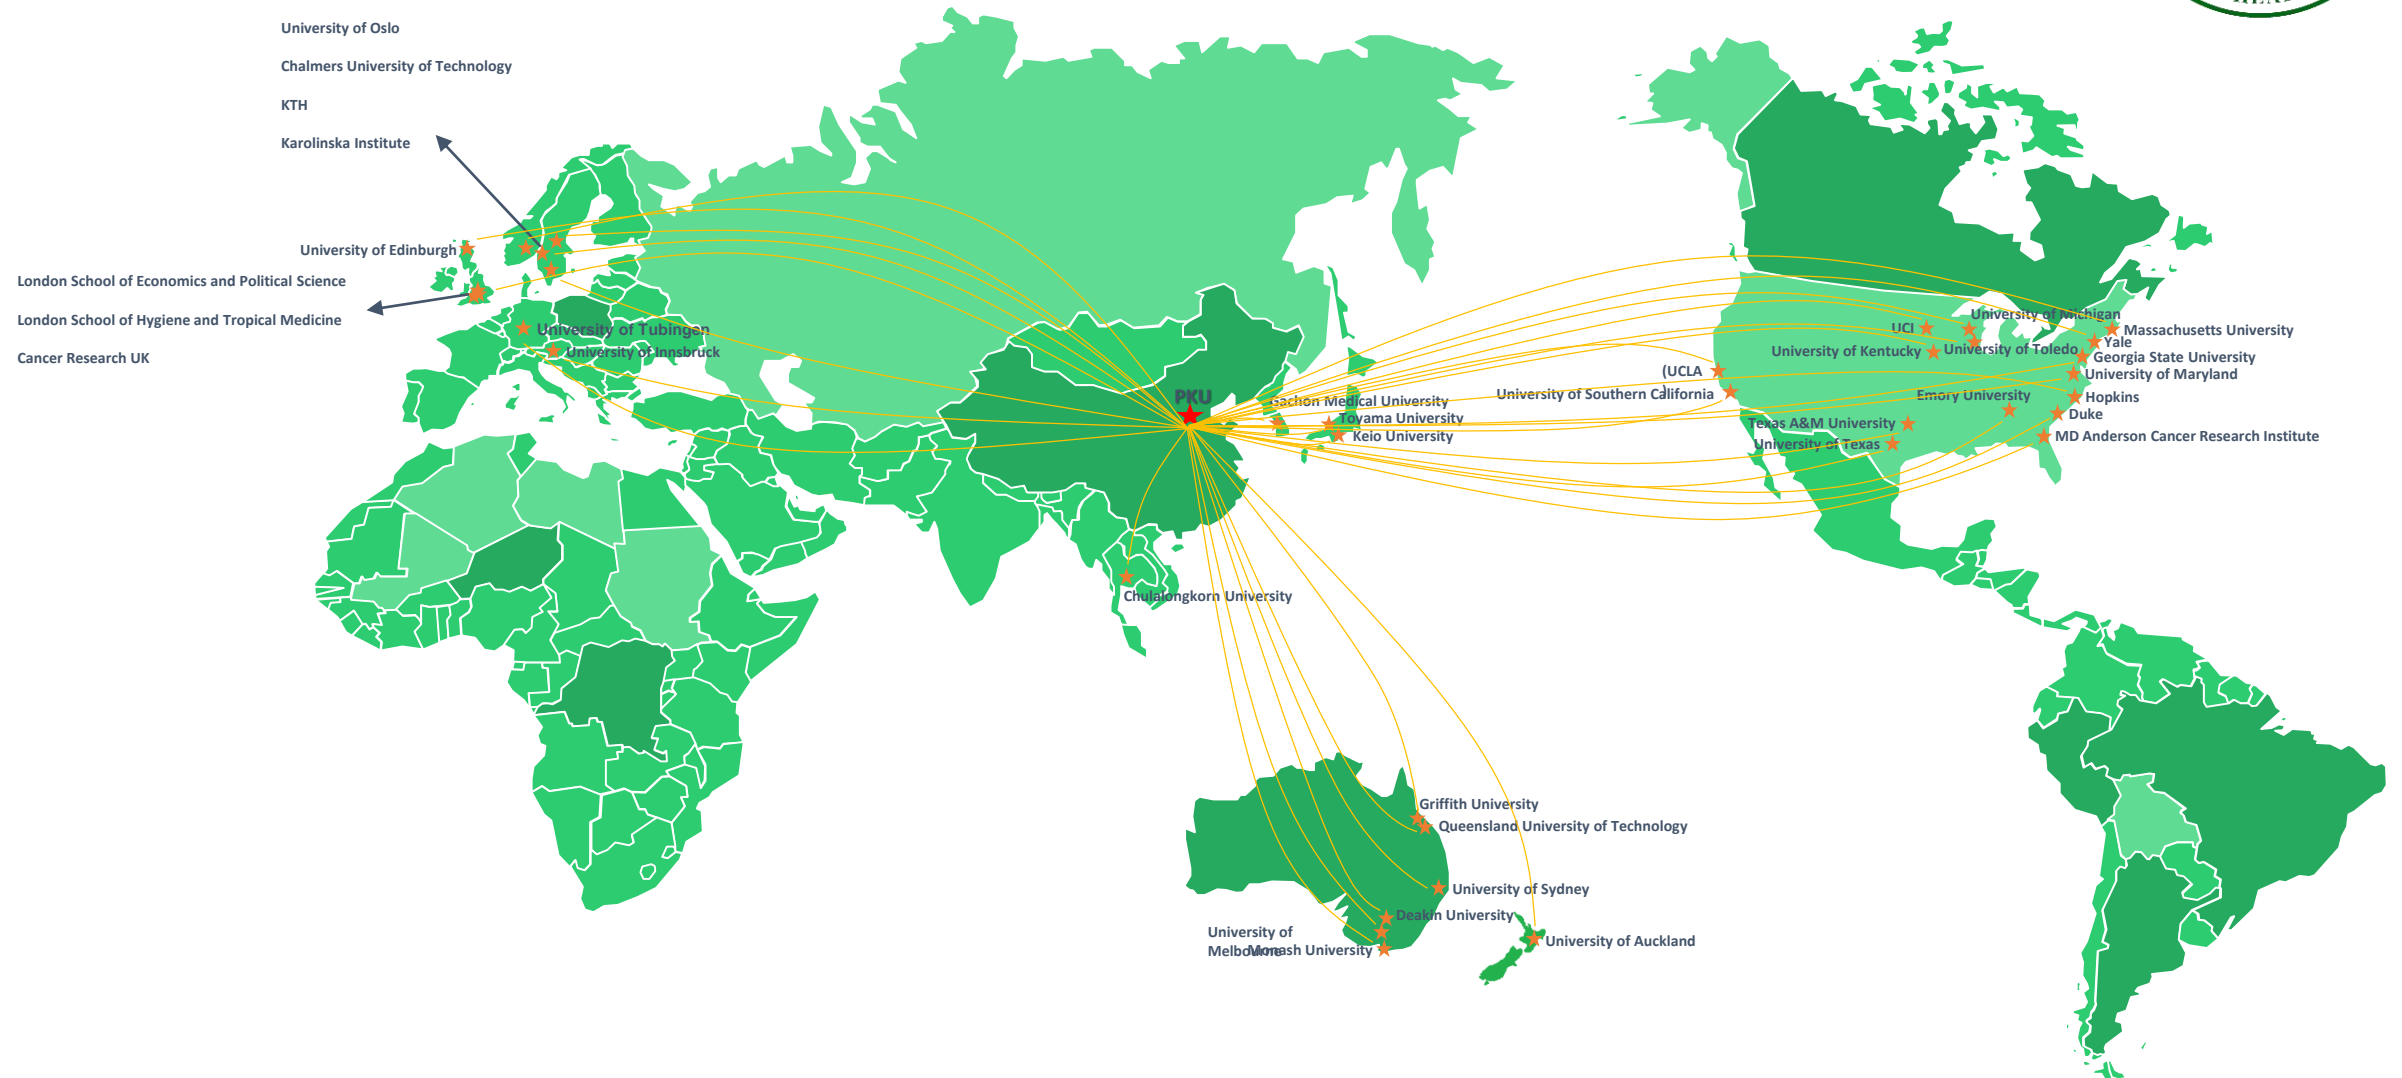 University of Oslo
Chalmers University of Technology
KTH
Karolinska Institute
University of Edinburgh
London School of Economics and Political Science
London School of Hygiene and Tropical Medicine
Cancer Research UK
University of Tubingen
University of Innsbruck
PKU
Gachon Medical University
Toyama University
Keio University
Chulalongkorn University
University of Michigan
UCI
Massachusetts University
Yale
University of Kentucky
University of Toledo
Georgia State University
(UCLA
)
University of Maryland
University of Southern California
Emory University
Hopkins
Duke
Texas A&M University
University of Texas
MD Anderson Cancer Research Institute
Griffith University
Queensland University of Technology
University of Sydney
Deakin University
University of
Melbourne
Monash University
University of Auckland